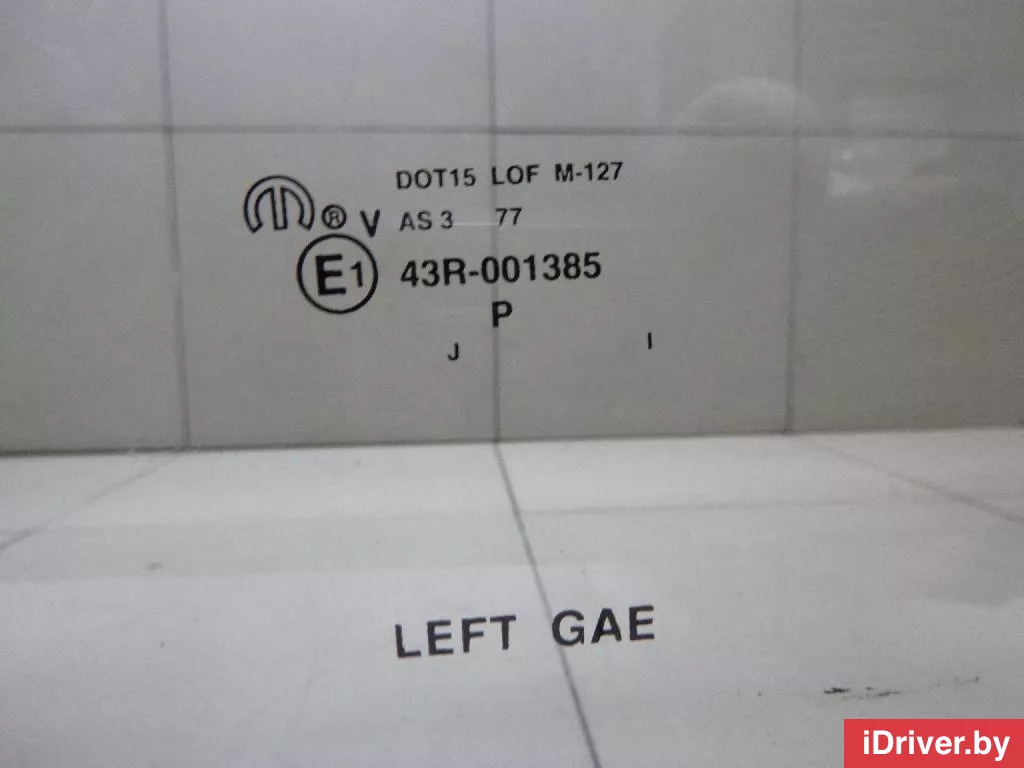 DOT15 LOF M-127
® V AS 3 77
E1 43R-001385
P
J I
LEFT GAE
iDriver.by